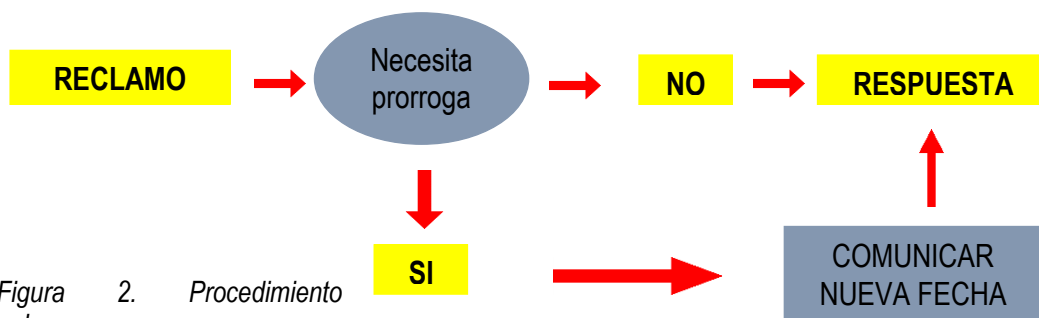 RECLAMO
Necesita
prorroga
NO
RESPUESTA
SI
COMUNICAR
NUEVA FECHA
Figura 2. Procedimiento